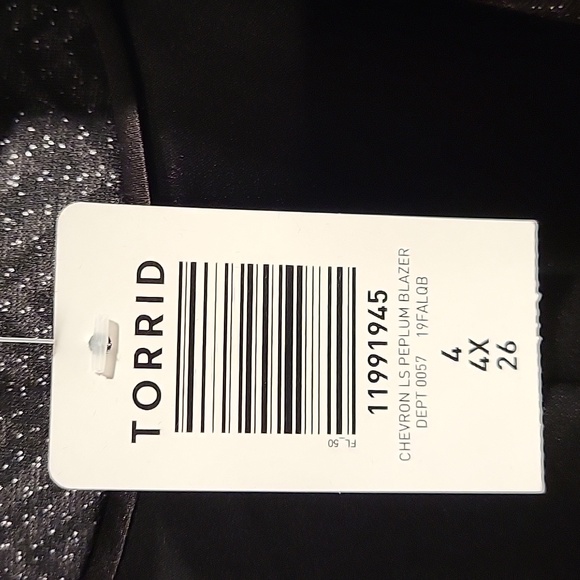 TORRID
FL_50
11991945
CHEVRON LS PEPLUM BLAZER
DEPT 0057 19FALQB
4
4X
26